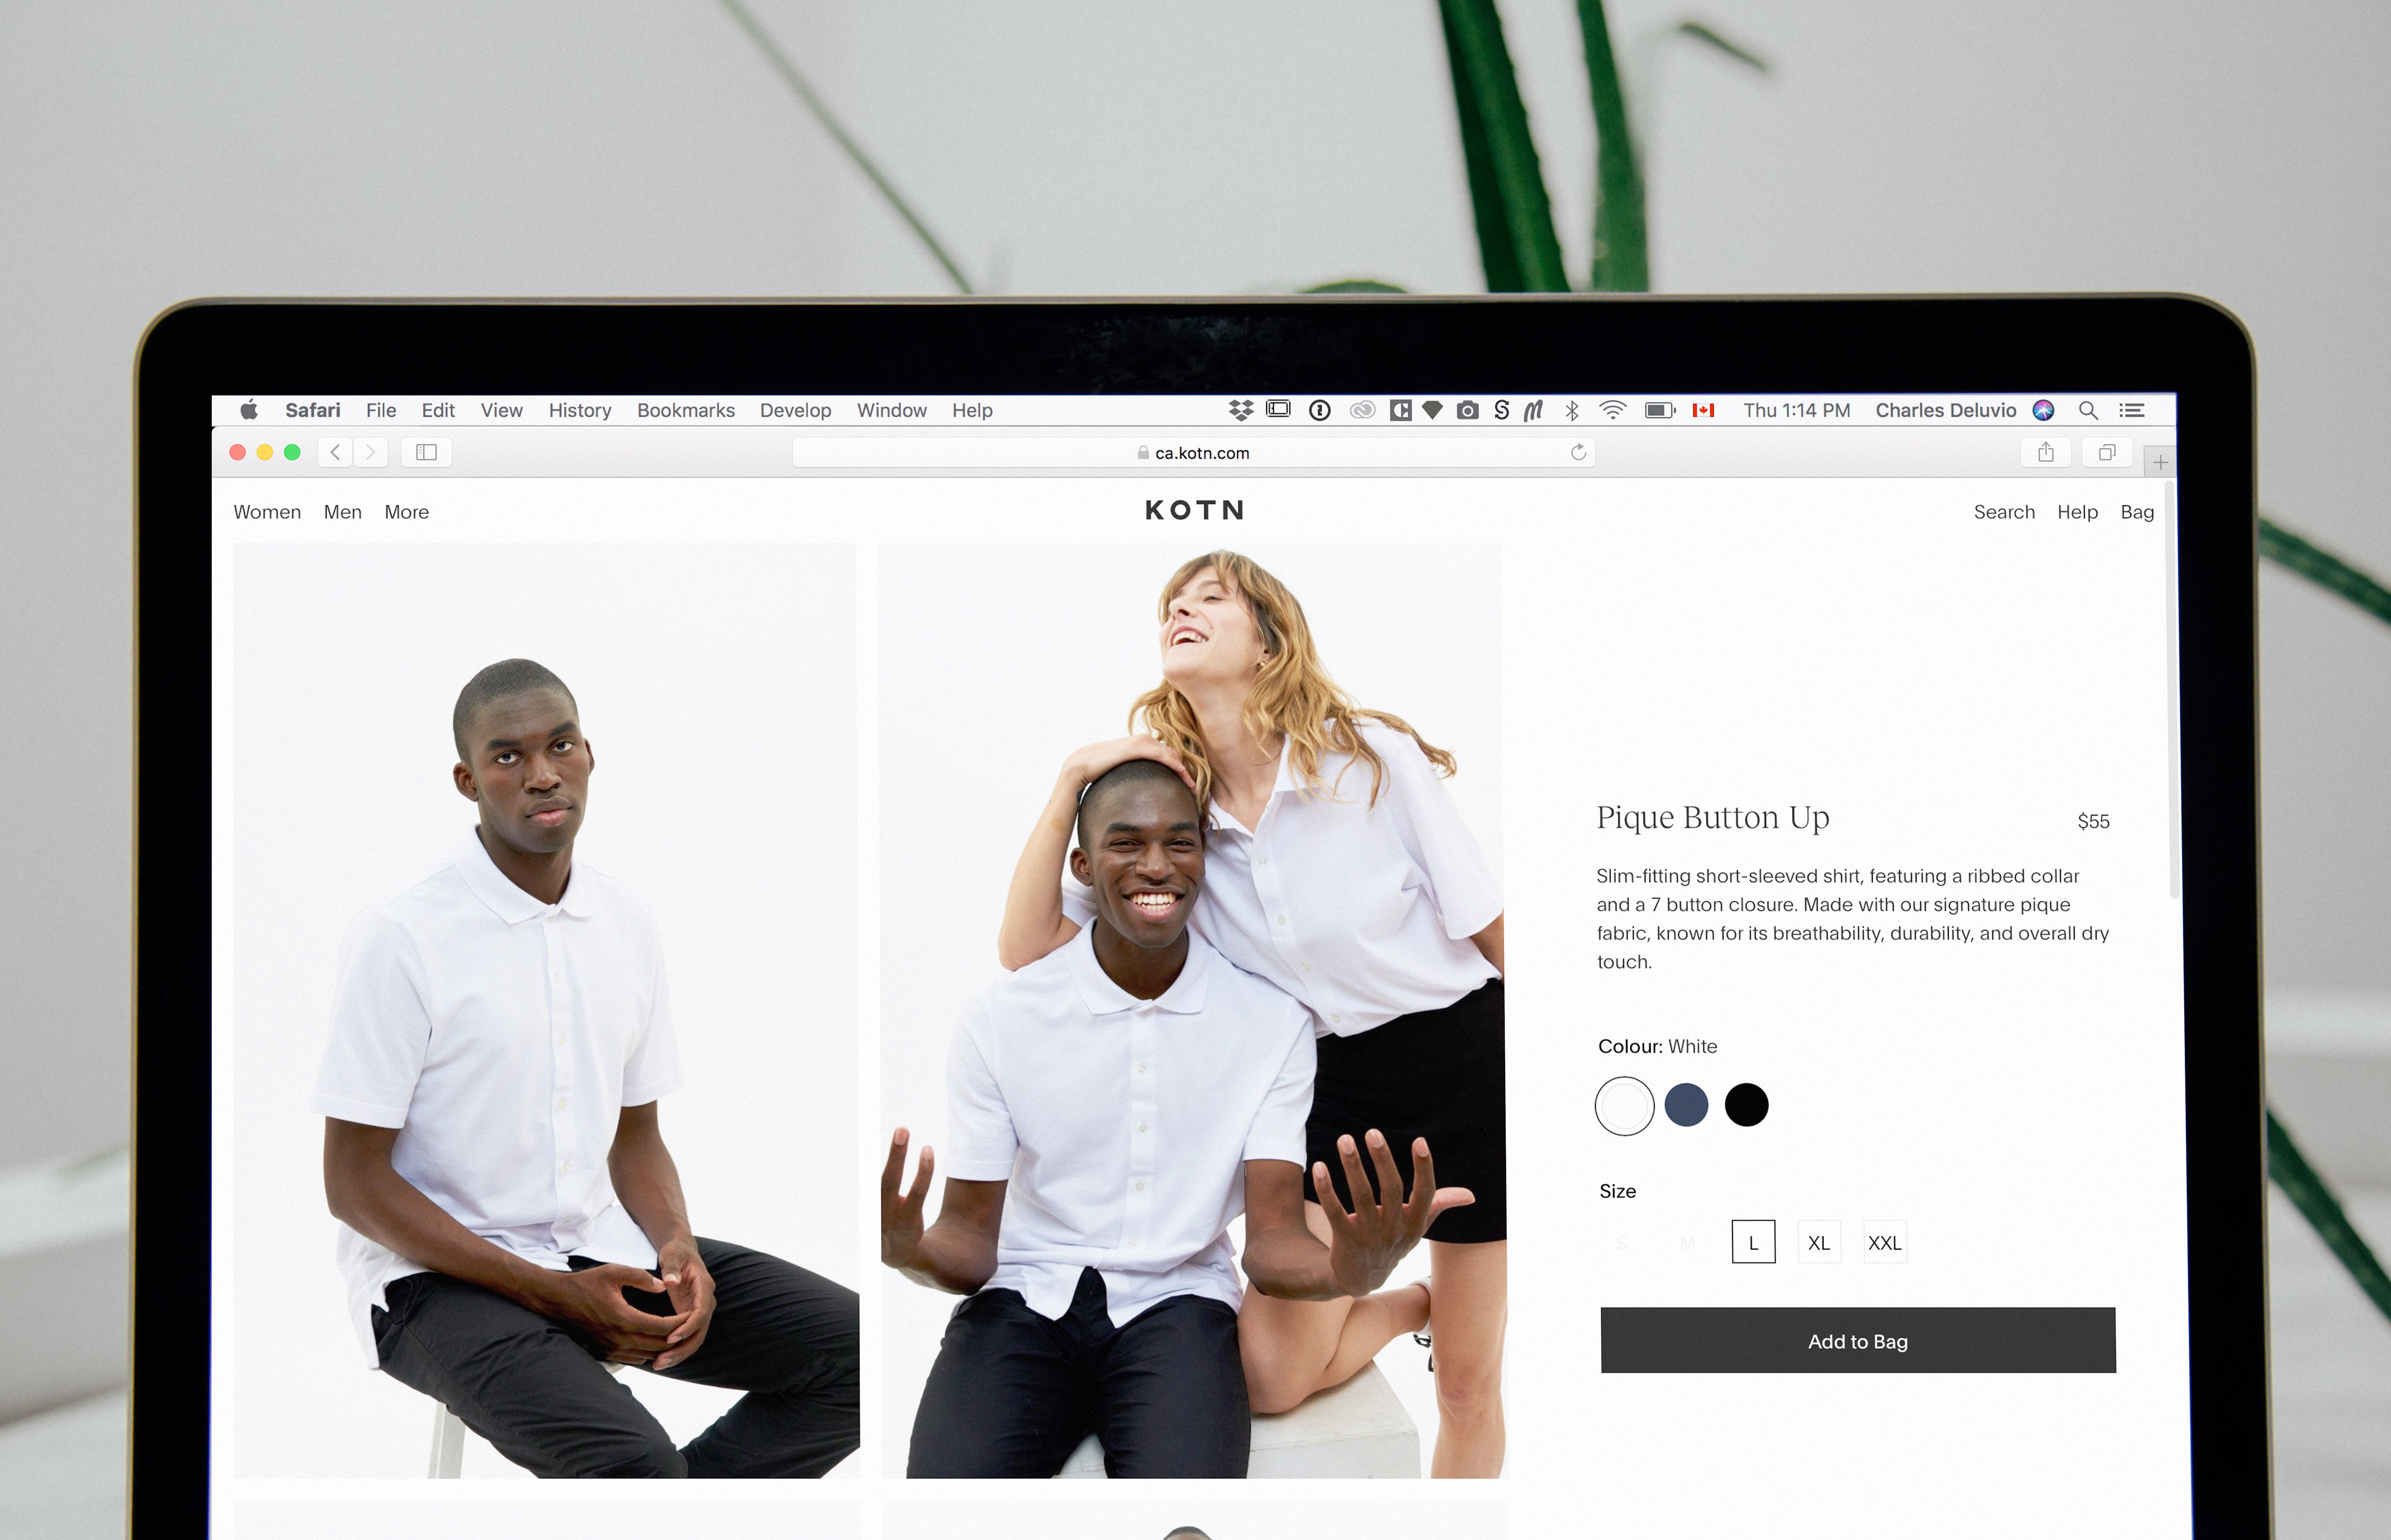 Safari File Edit View History Bookmarks Develop Window Help Thu 1:14 PM Charles Deluvio
ca.kotn.com
Women Men More KOTN Search Help Bag
Pique Button Up $55
Slim-fitting short-sleeved shirt, featuring a ribbed collar
and a 7 button closure. Made with our signature pique
fabric, known for its breathability, durability, and overall dry
touch.
Colour: White
Size
S M L XL XXL
Add to Bag